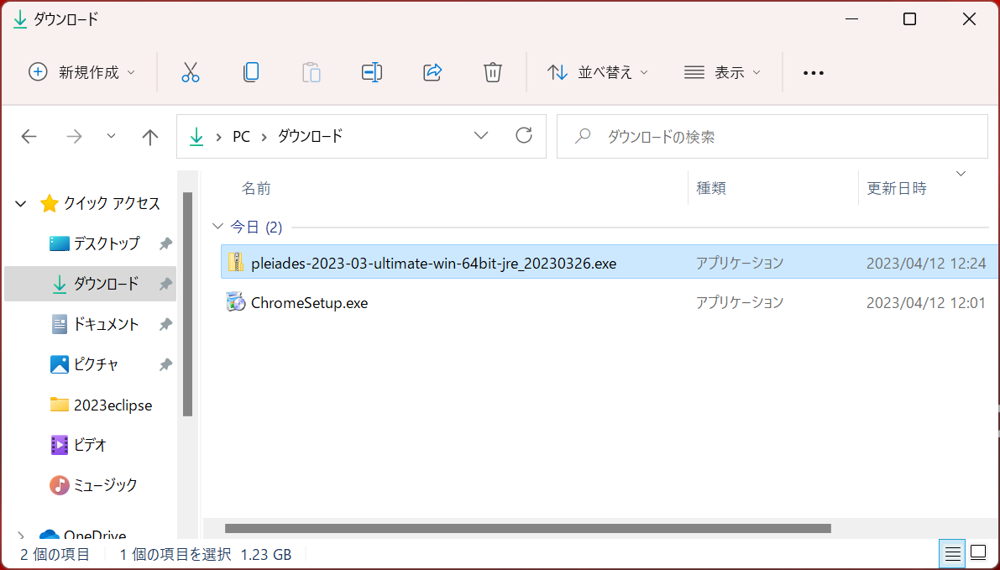 ダウンロード
新規作成 並べ替え 表示
PC ダウンロード ダウンロードの検索
名前 種類 更新日時
クイック アクセス
デスクトップ
ダウンロード
ドキュメント
ピクチャ
2023eclipse
ビデオ
ミュージック
OneDrive
今日 (2)
pleiades-2023-03-ultimate-win-64bit-jre_20230326.exe アプリケーション 2023/04/12 12:24
ChromeSetup.exe アプリケーション 2023/04/12 12:01
2 個の項目 1 個の項目を選択 1.23 GB